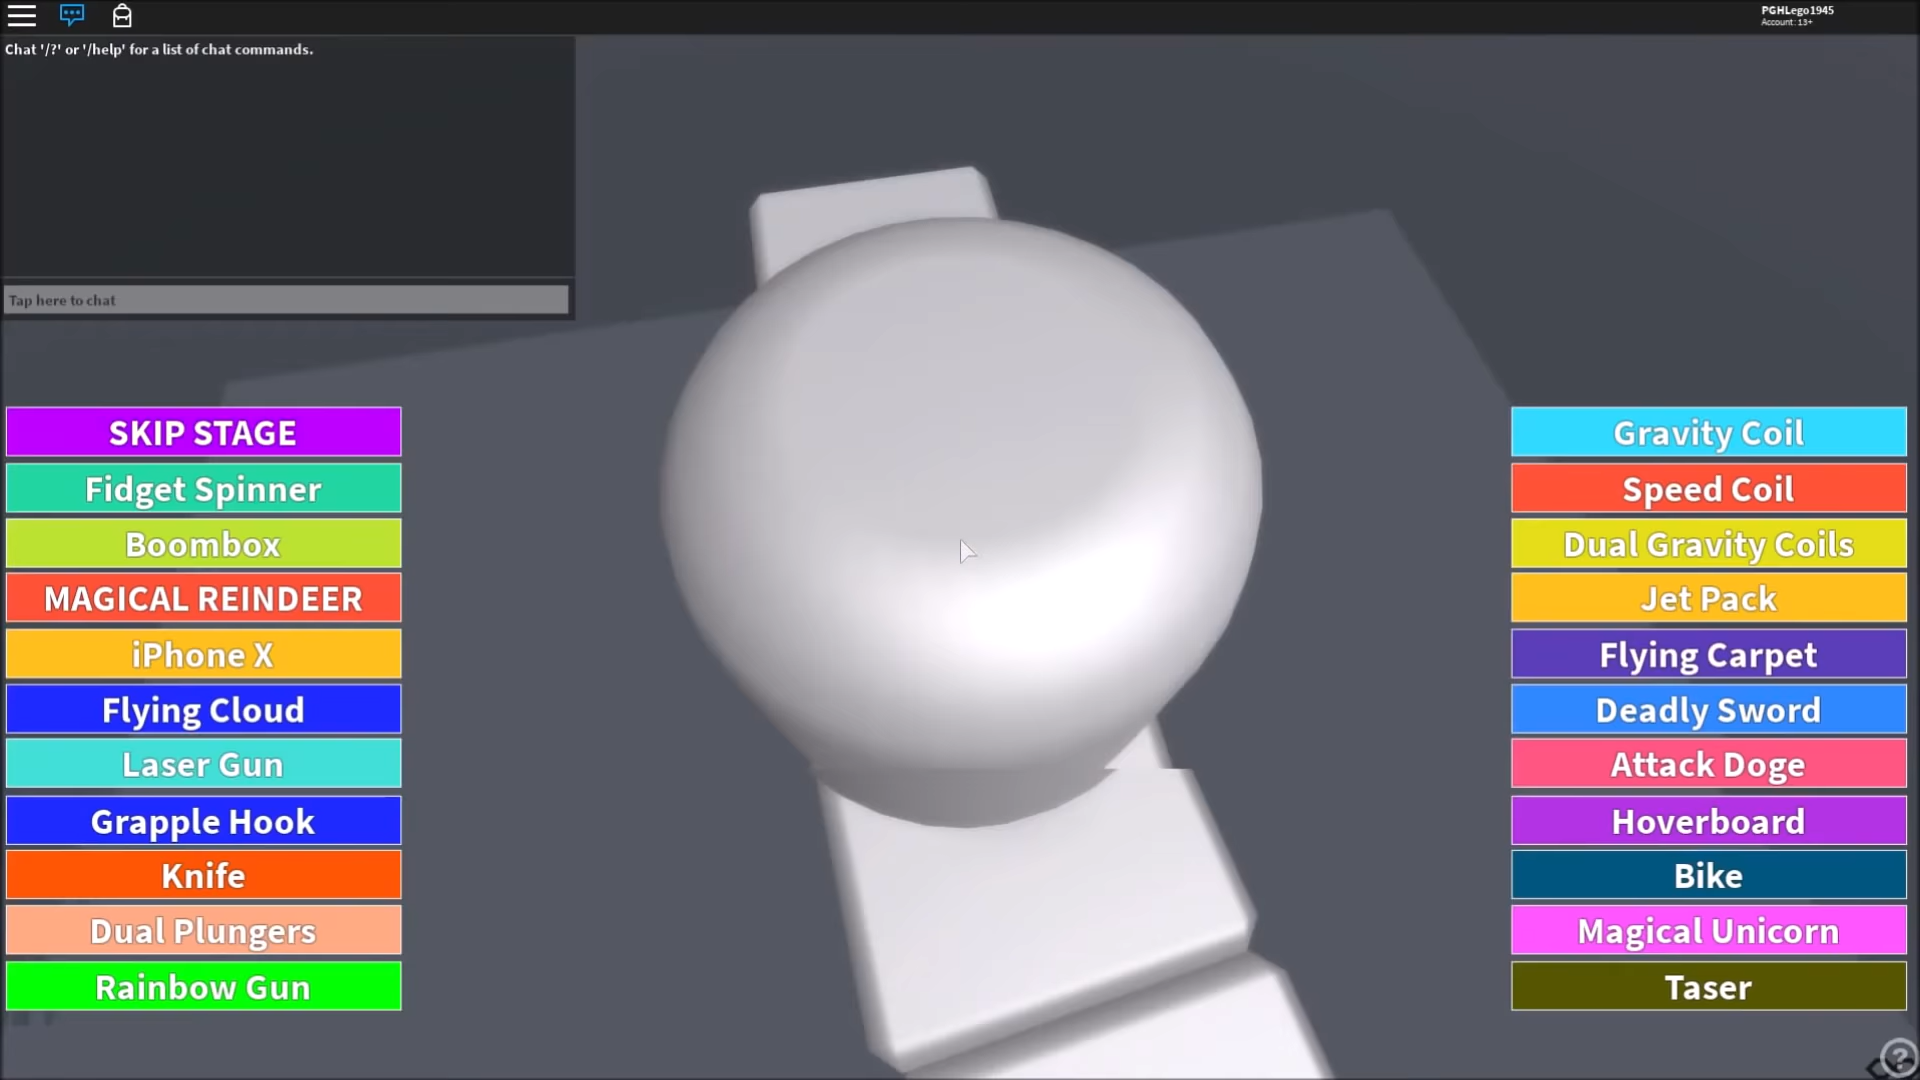 PGHLego1945
Account: 13+
Chat '/?' or '/help' for a list of chat commands.
Tap here to chat
SKIP STAGE
Fidget Spinner
Boombox
MAGICAL REINDEER
iPhone X
Flying Cloud
Laser Gun
Grapple Hook
Knife
Dual Plungers
Rainbow Gun
Gravity Coil
Speed Coil
Dual Gravity Coils
Jet Pack
Flying Carpet
Deadly Sword
Attack Doge
Hoverboard
Bike
Magical Unicorn
Taser
?